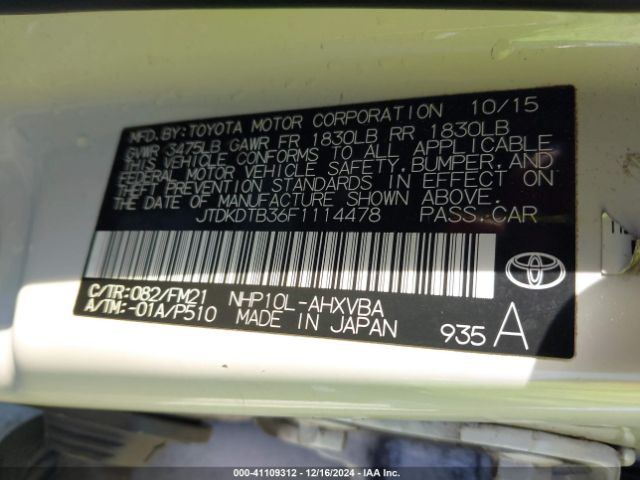 MFD. BY: TOYOTA MOTOR CORPORATION 10/15
GVWR 3475LB GAWR FR 1830LB RR 1830LB
THIS VEHICLE CONFORMS TO ALL APPLICABLE
FEDERAL MOTOR VEHICLE SAFETY, BUMPER, AND
THEFT PREVENTION STANDARDS IN EFFECT ON
THE DATE OF MANUFACTURE SHOWN ABOVE.
JTDKDTB36F1114478 PASS. CAR
C/TR: 082/FM21 NHP10L-AHXVBA
A/TM: -01A/P510 MADE IN JAPAN 935 A
000-41109312 - 12/16/2024 - IAA Inc.